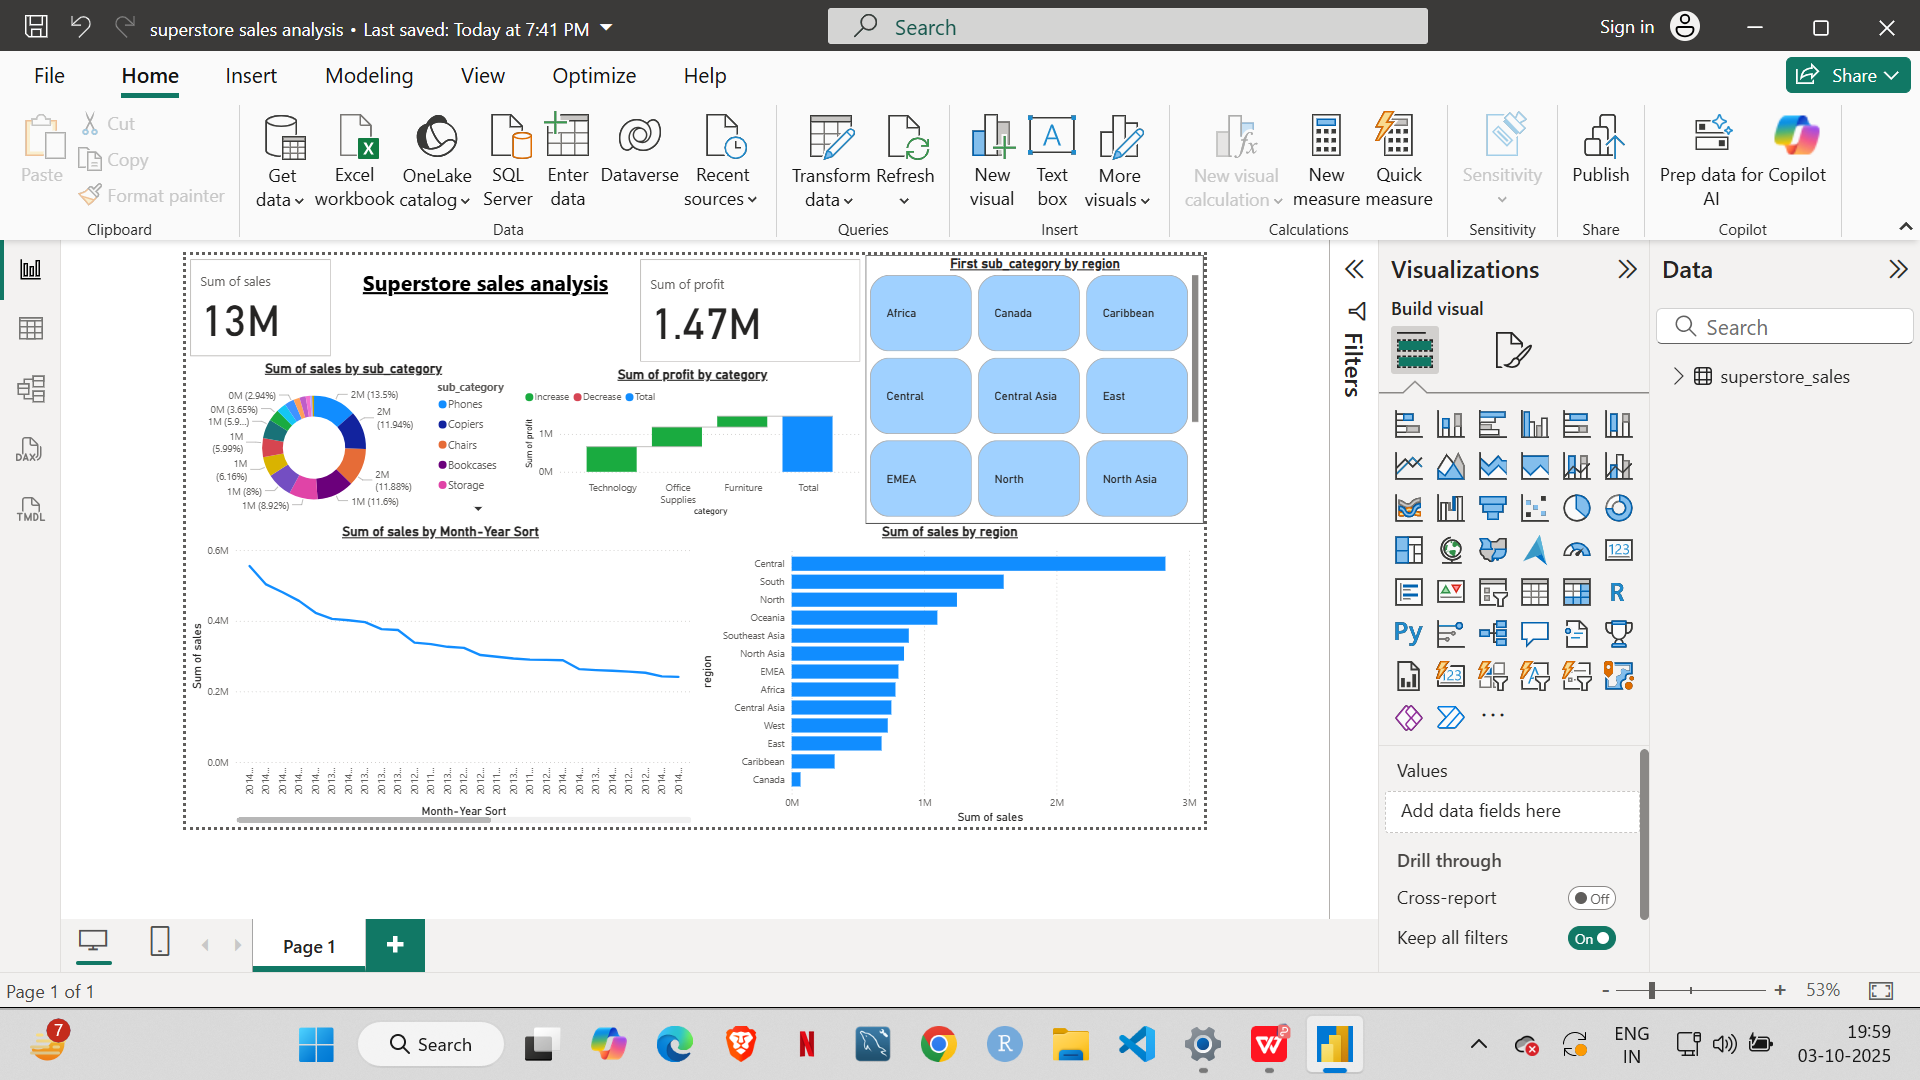 superstore sales analysis • Last saved: Today at 7:41 PM
Search
Sign in
File
Home
Insert
Modeling
View
Optimize
Help
Share
Paste
Cut
Copy
Format painter
Clipboard
Get data
Excel workbook
OneLake catalog
SQL Server
Enter data
Dataverse
Recent sources
Data
Transform data
Refresh
Queries
New visual
Text box
More visuals
Insert
New visual calculation
New measure
Quick measure
Calculations
Sensitivity
Sensitivity
Publish
Share
Prep data for AI
Copilot
Copilot
Sum of sales
13M
Superstore sales analysis
Sum of profit
1.47M
First sub_category by region
Africa
Canada
Caribbean
Central
Central Asia
East
EMEA
North
North Asia
Sum of sales by sub_category
0M (2.94%)
0M (3.65%)
1M (5.9...)
1M
(5.99%)
1M
(6.16%)
1M (8%)
1M (8.92%)
2M (13.5%)
2M
(11.94%)
2M
(11.88%)
1M (11.6%)
sub_category
Phones
Copiers
Chairs
Bookcases
Storage
Sum of profit by category
Increase
Decrease
Total
Sum of profit
1M
0M
Technology
Office
Supplies
Furniture
Total
category
Sum of sales by Month-Year Sort
Sum of sales
0.6M
0.4M
0.2M
0.0M
2014... 2014... 2014... 2014... 2014... 2013... 2014... 2013... 2013... 2013... 2012... 2011... 2013... 2012... 2012... 2011... 2013... 2011... 2012... 2014... 2013... 2014... 2012... 2012... 2014... 2014...
Month-Year Sort
Sum of sales by region
region
Central
South
North
Oceania
Southeast Asia
North Asia
EMEA
Africa
Central Asia
West
East
Caribbean
Canada
0M
1M
2M
3M
Sum of sales
Filters
Visualizations
Build visual
123
R
Py
123
Values
Add data fields here
Drill through
Cross-report
Off
Keep all filters
On
Data
Search
superstore_sales
DAX
TMDL
Page 1
Page 1 of 1
53%
7
Search
N
R
W
ENG
IN
19:59
03-10-2025